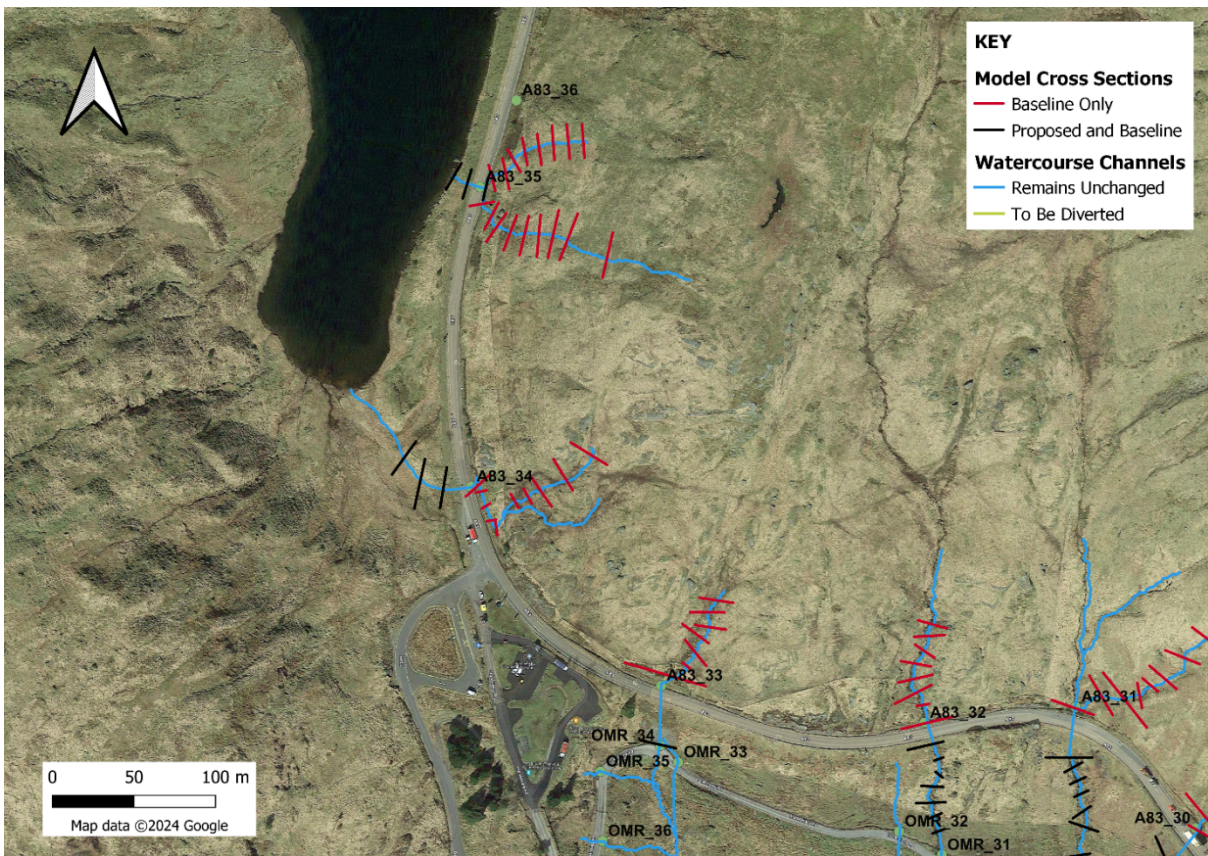 A83_36
KEY
Model Cross Sections
Baseline Only
Proposed and Baseline
Watercourse Channels
Remains Unchanged
To Be Diverted
A83_35
A83_34
A83_33
A83_32
A83_31
OMR_34
OMR_33
OMR_35
OMR_32
A83_30
OMR_36
OMR_31
0 50 100 m
Map data ©2024 Google